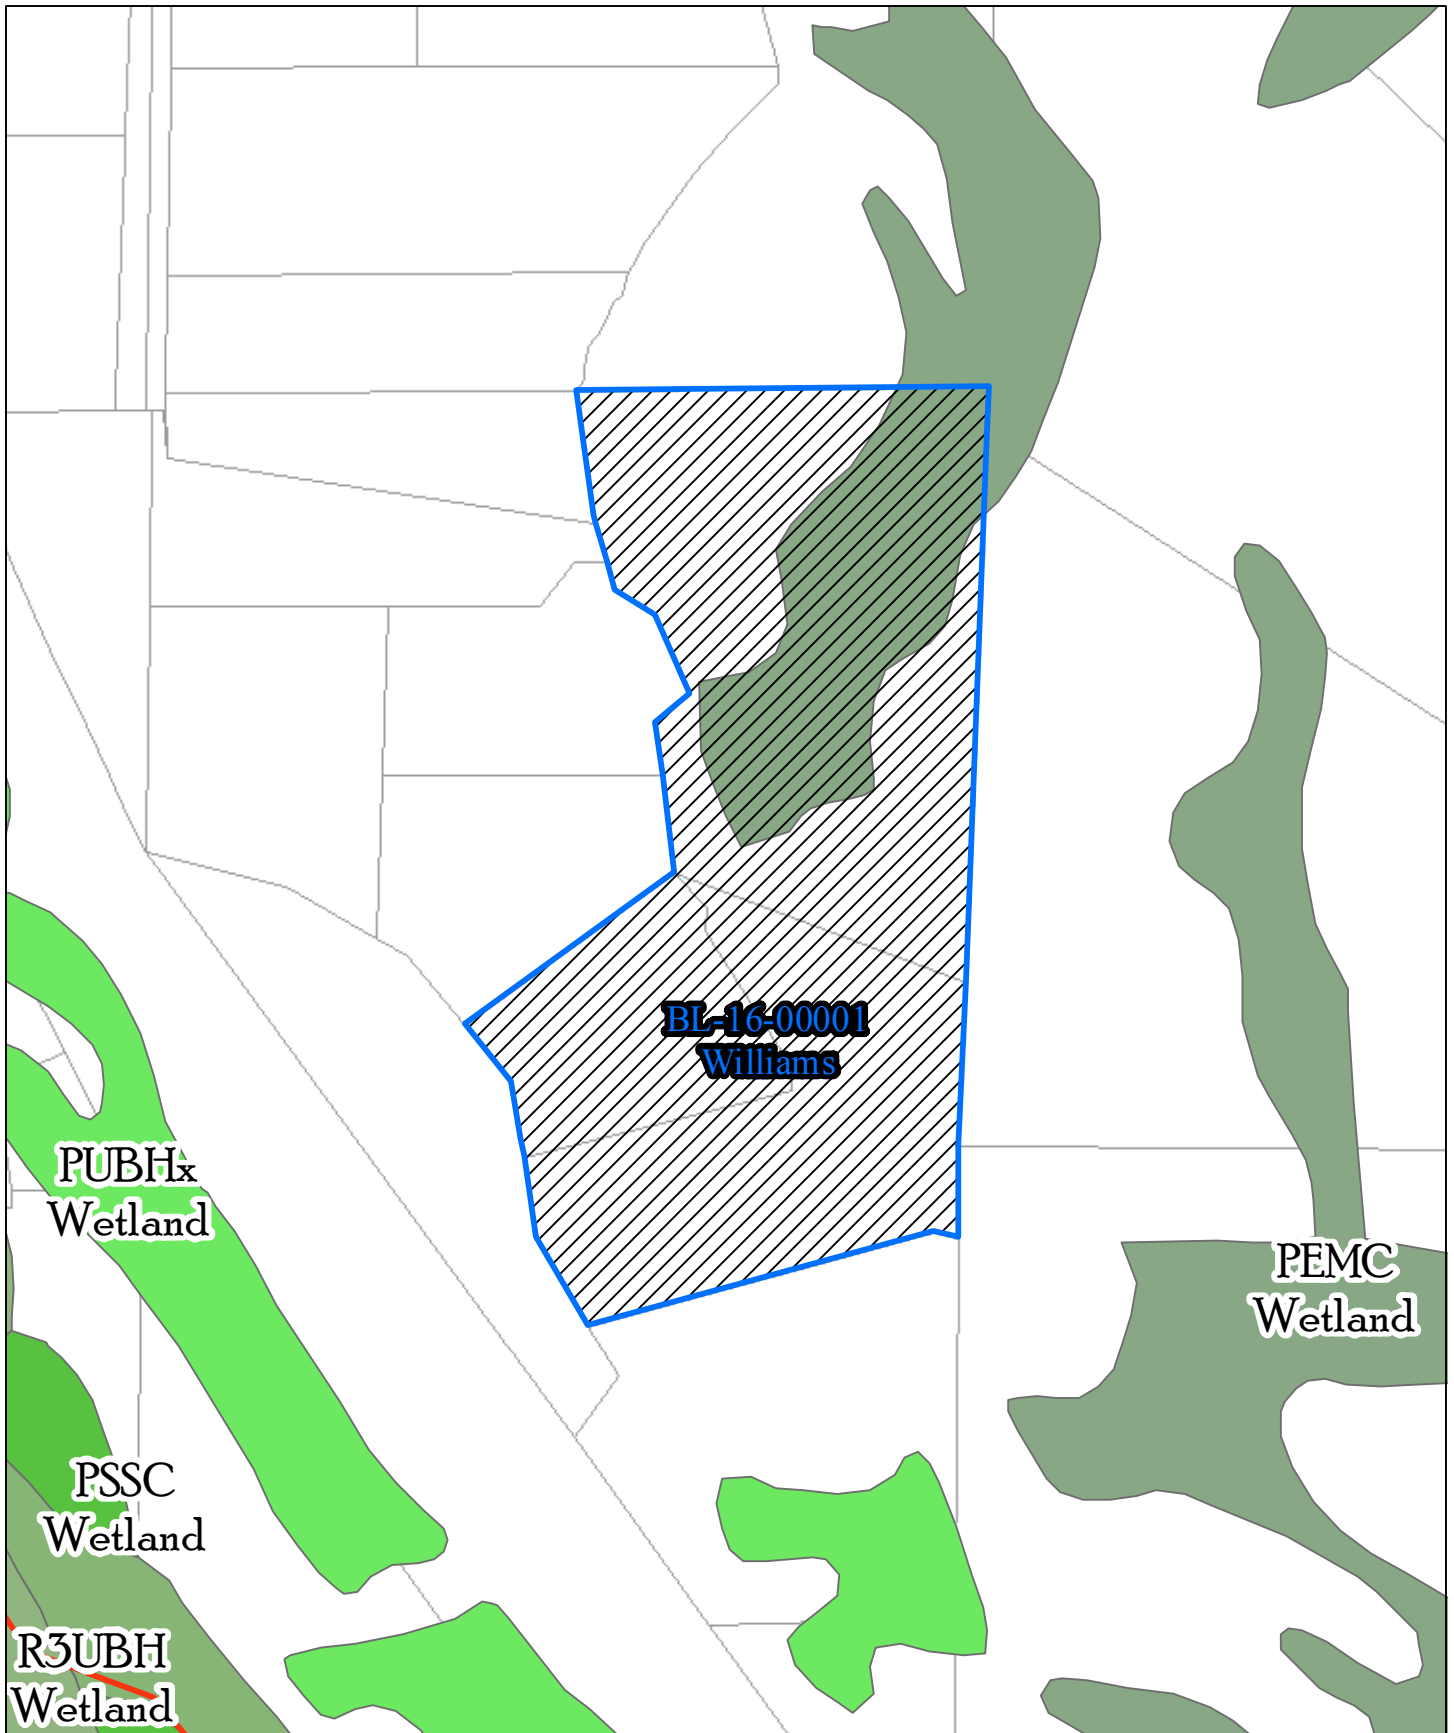 BL-16-00001
Williams
PUBHx
Wetland
PEMC
Wetland
PSSC
Wetland
R3UBH
Wetland